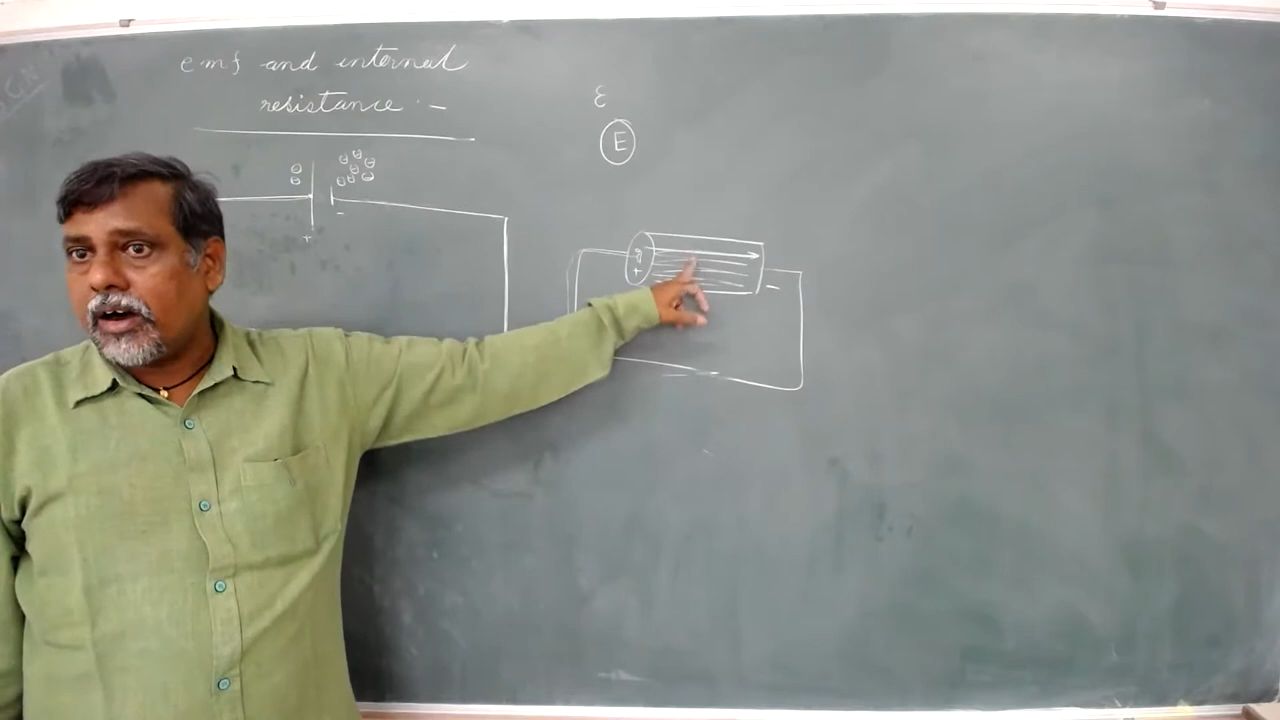 emf and internal
resistance :-
ε
E
+
-
+
-